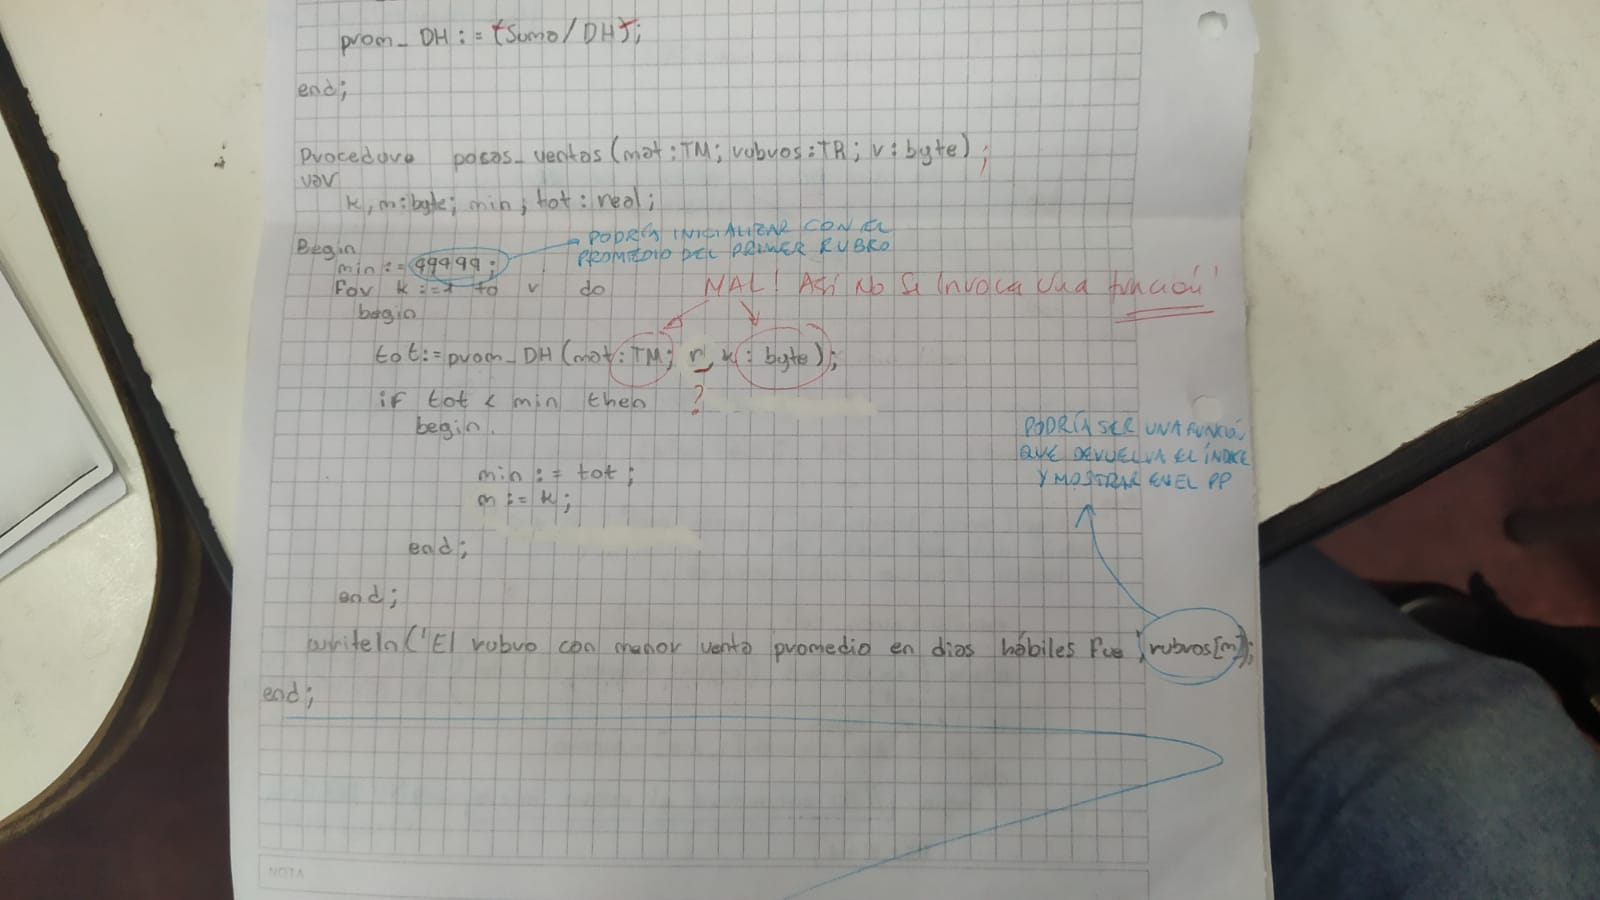 prom_DH := (Suma/DH);
end;
Procedure pocas_ventas (mat:TM; rubros:TR; v:byte);
var
k, m:byte; min, tot:real;
Begin
min := 99999;
PODRÍA INICIALIZAR CON EL
PROMEDIO DEL PRIMER RUBRO
For k:=1 to v do
MAL! ASÍ NO SE INVOCA UNA FUNCIÓN!
begin
tot:=prom_DH (mat:TM; r, k: byte);
if tot < min then
?
begin
PODRÍA SER UNA FUNCIÓN
QUE DEVUELVA EL ÍNDICE
Y MOSTRAR EN EL PP
min := tot;
m := k;
end;
end;
writeln('El rubro con menor venta promedio en dias hábiles Fue', rubros[m]);
end;
NOTA